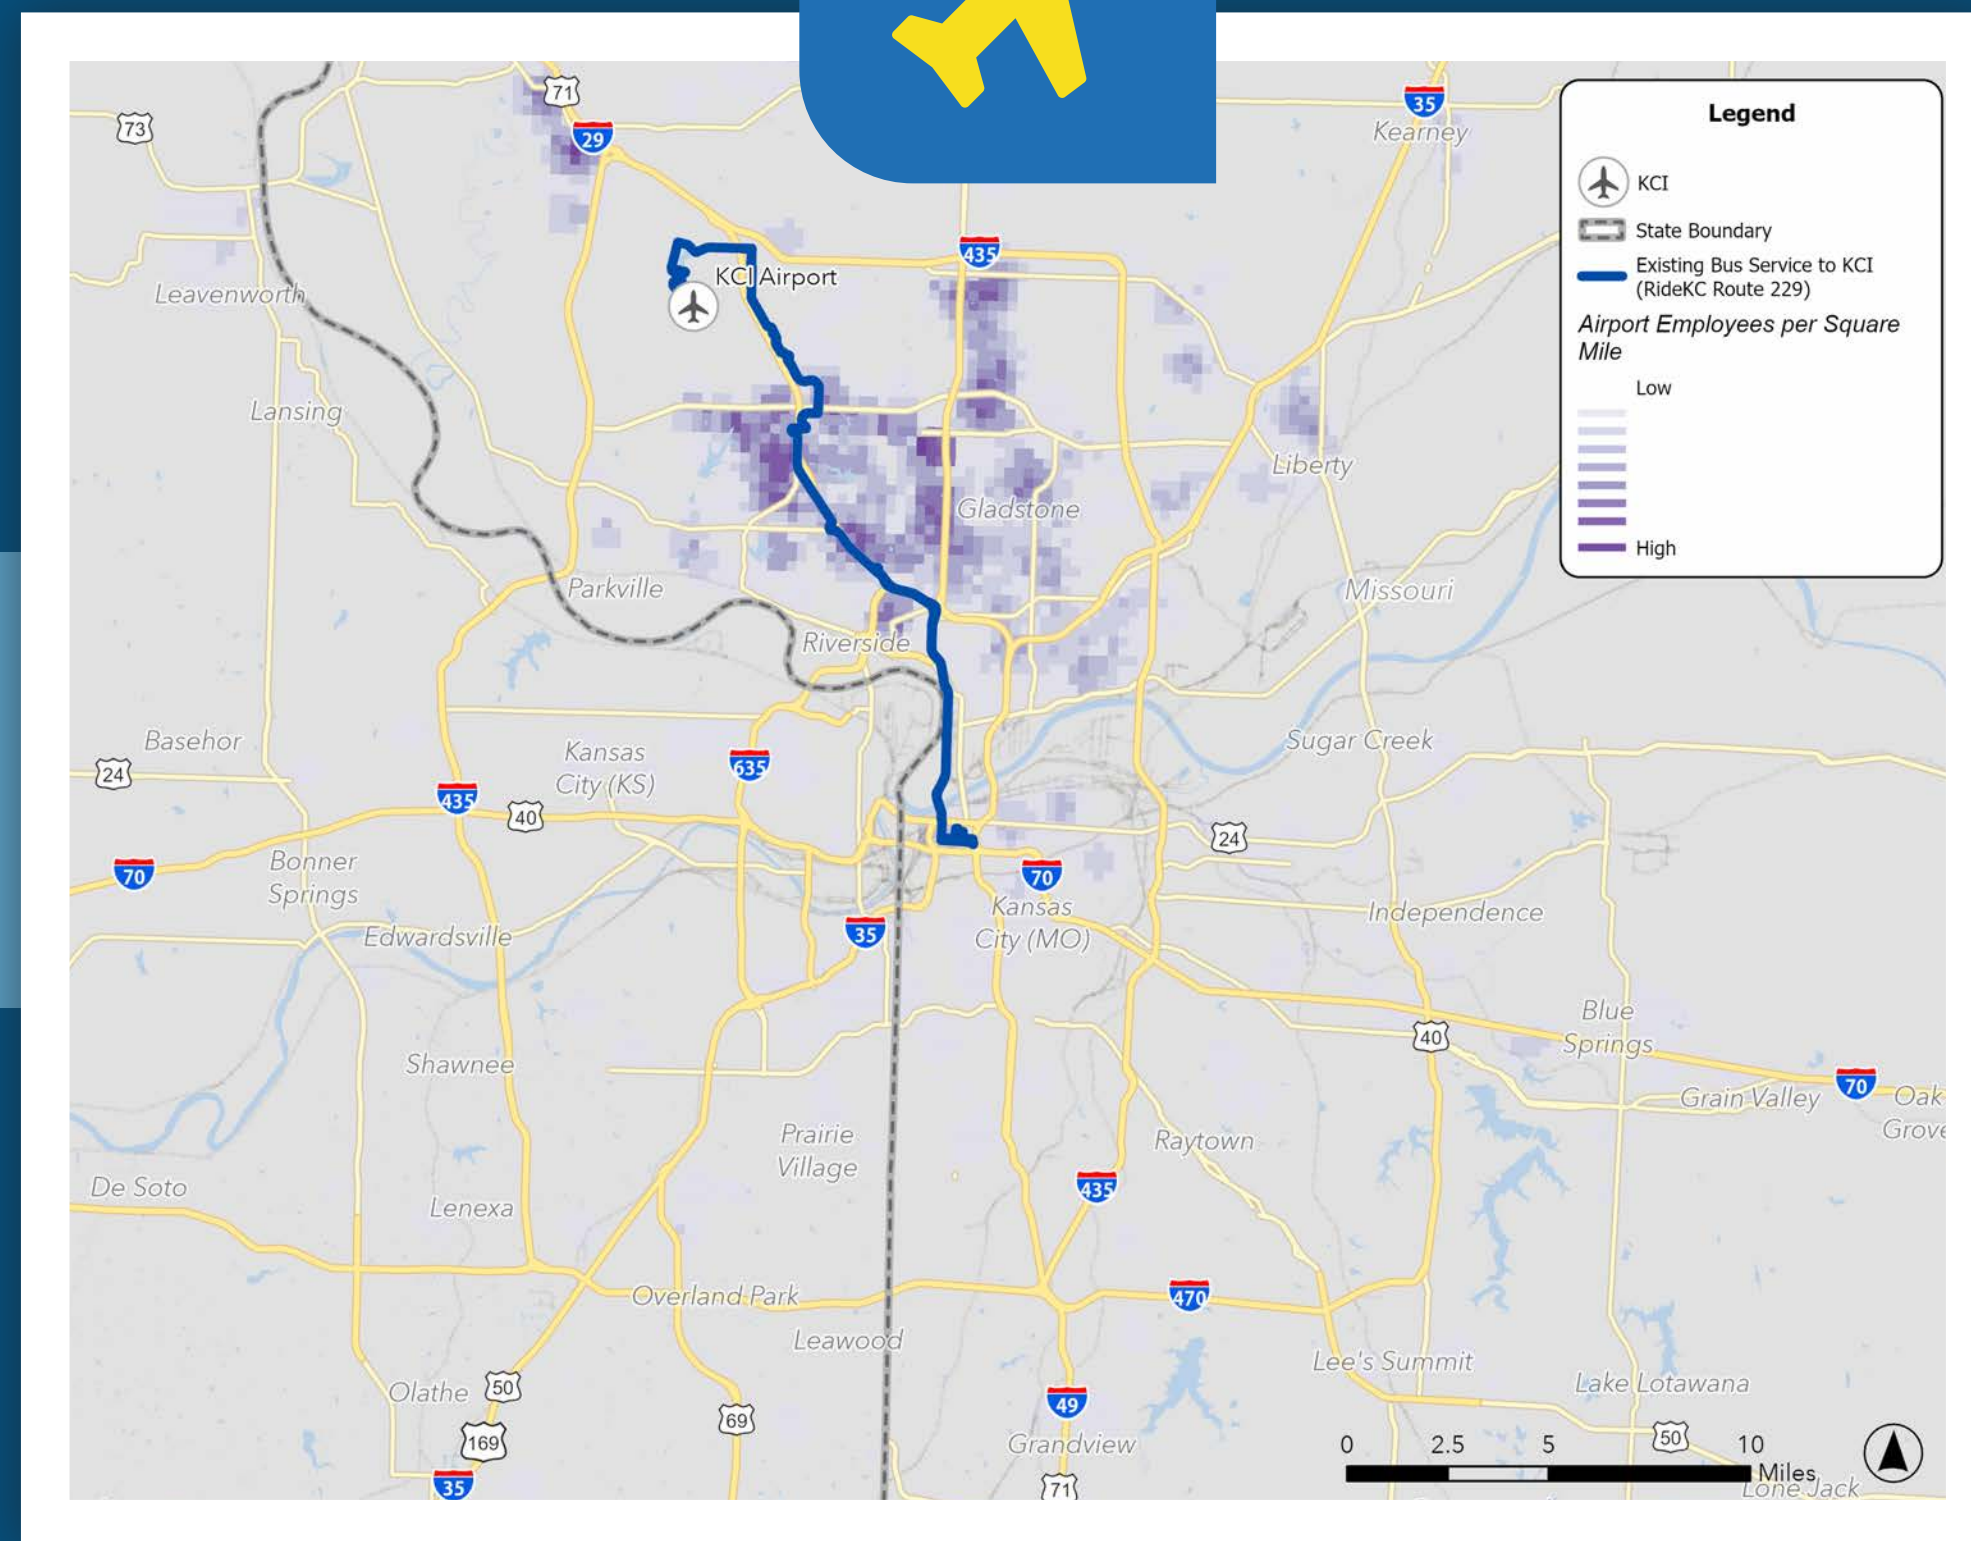 Legend
KCI
State Boundary
Existing Bus Service to KCI
(RideKC Route 229)
Airport Employees per Square
Mile
Low
High
71
73
29
35
Kearney
435
KCI Airport
Leavenworth
Lansing
Liberty
Gladstone
Parkville
Missouri
Riverside
Basehor
Kansas
City (KS)
Sugar Creek
24
635
435
40
24
70
Bonner
Springs
70
Kansas
City (MO)
Independence
Edwardsville
35
Blue
Springs
40
Shawnee
70
Grain Valley
Oak
Grove
Prairie
Village
Raytown
De Soto
435
Lenexa
Overland Park
470
Leawood
Lee's Summit
Olathe
50
Lake Lotawana
49
69
169
Grandview
50
0 2.5 5 10
Miles
35
71
Lone Jack